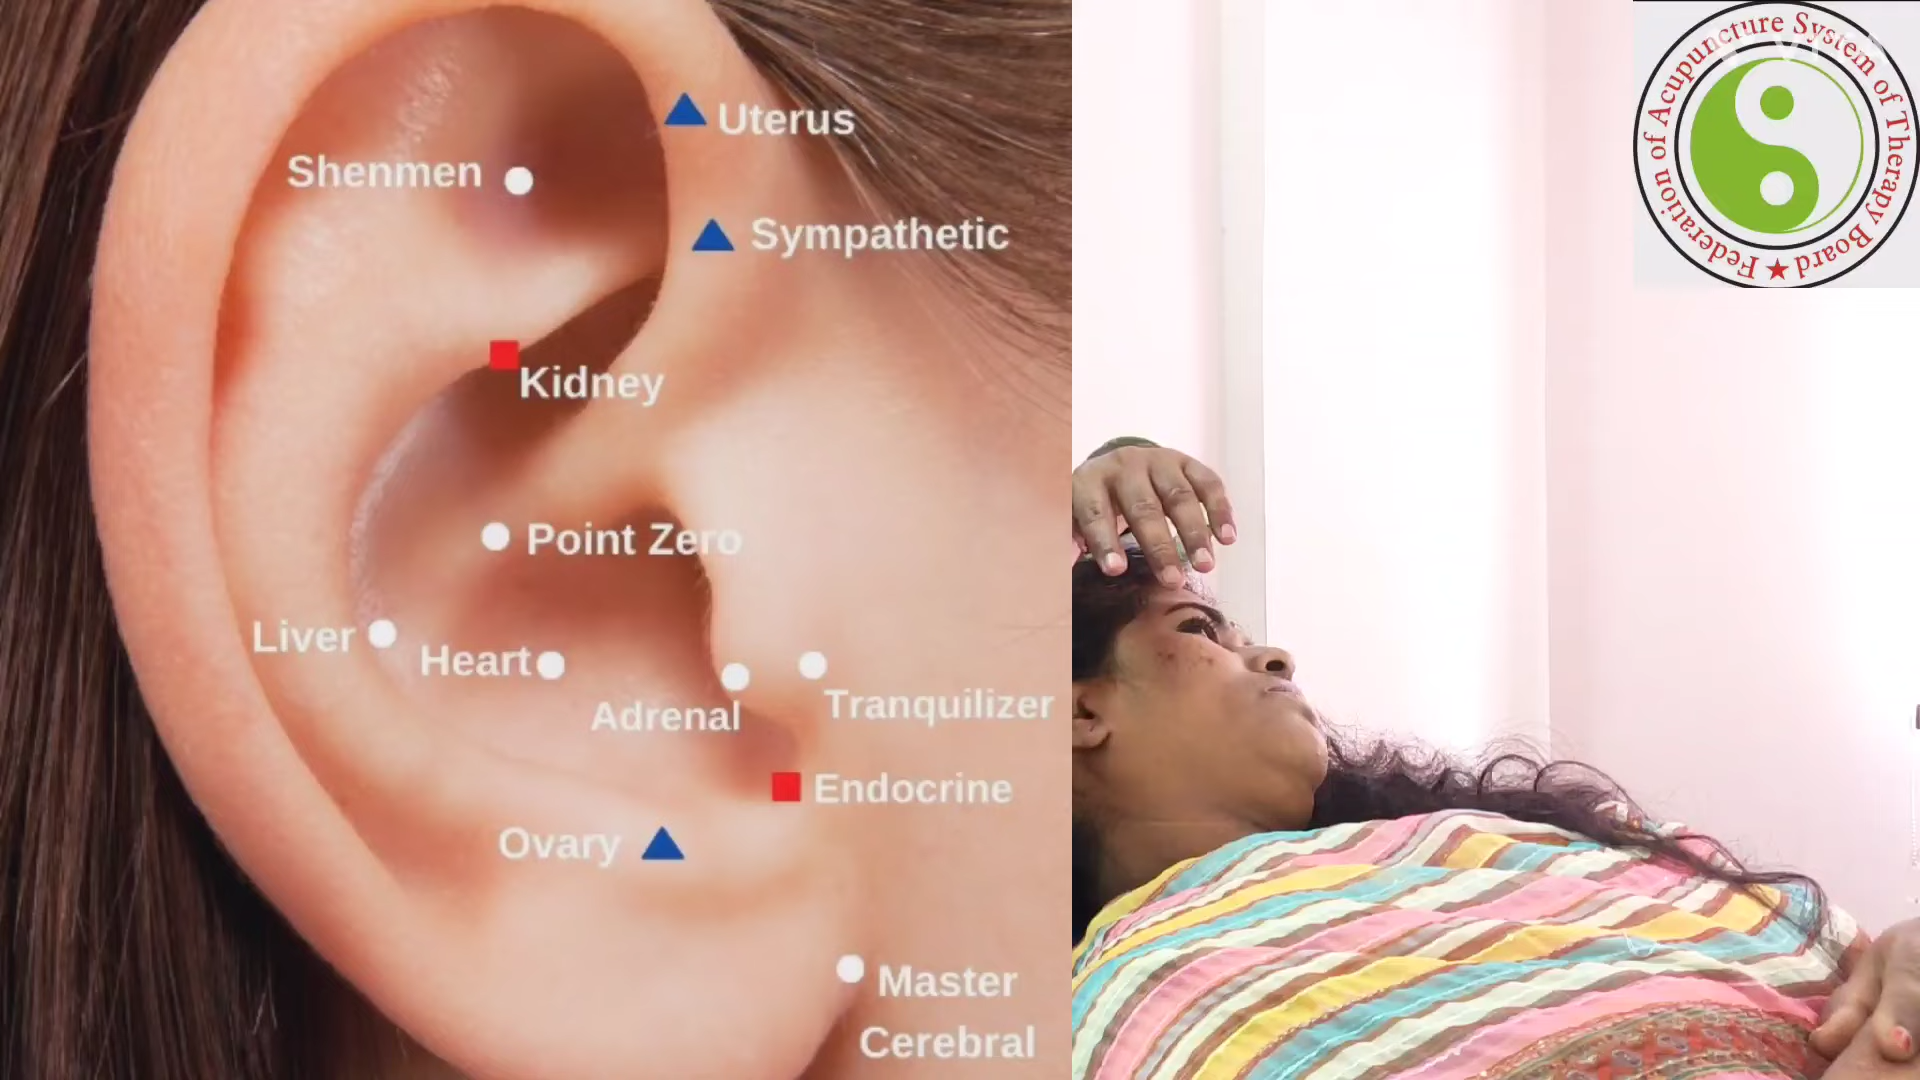 Uterus
Shenmen
Sympathetic
Kidney
Point Zero
Liver
Heart
Adrenal
Tranquilizer
Endocrine
Ovary
Master
Cerebral
Federation of Acupuncture System of Therapy Board